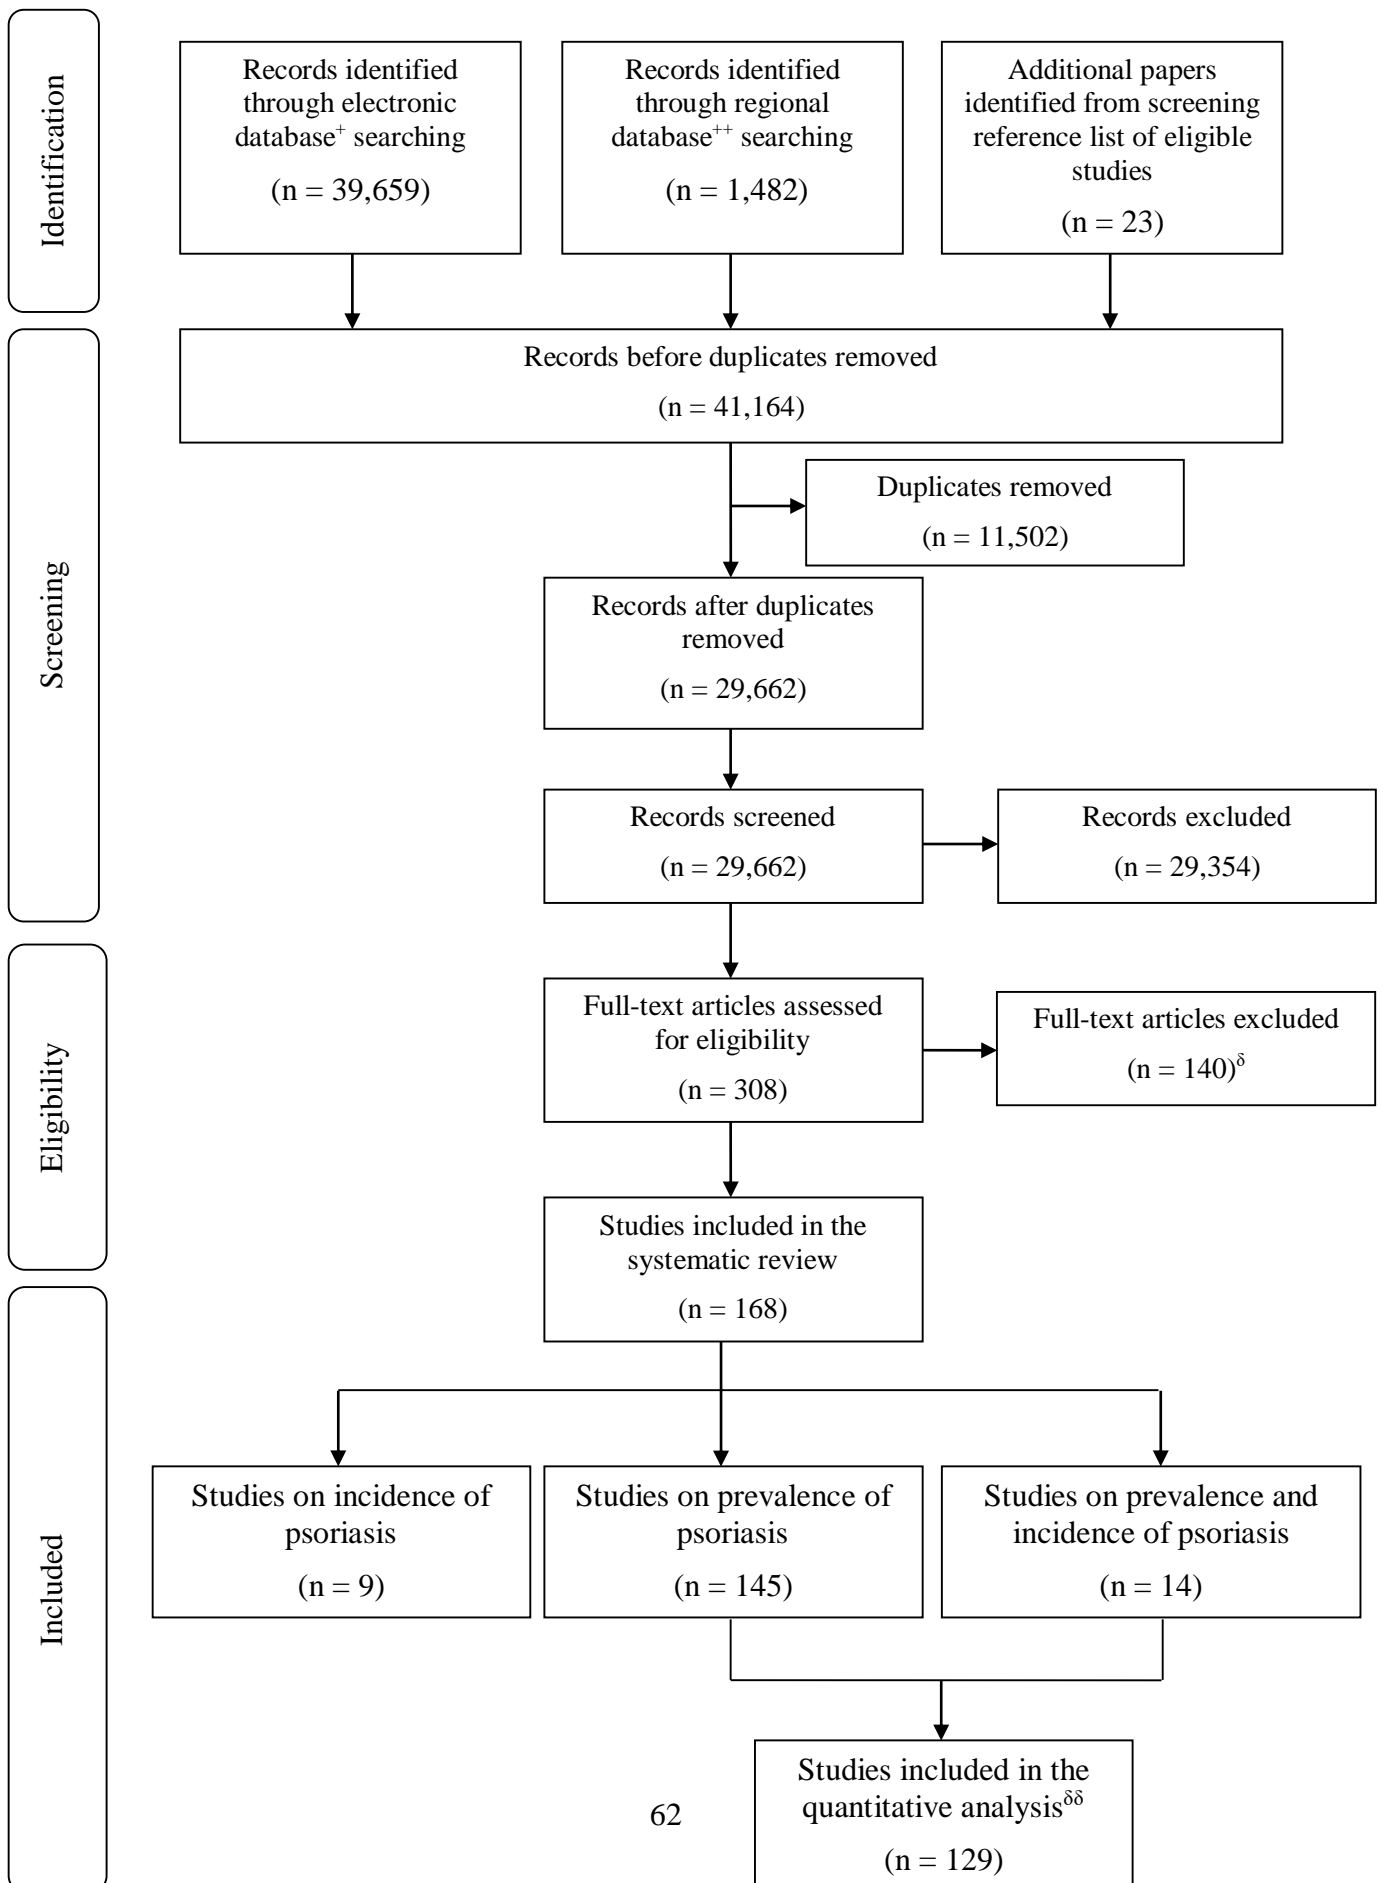 Identification
Records identified
through electronic
database⁺ searching
(n = 39,659)
Records identified
through regional
database⁺⁺ searching
(n = 1,482)
Additional papers
identified from screening
reference list of eligible
studies
(n = 23)
Screening
Records before duplicates removed
(n = 41,164)
Duplicates removed
(n = 11,502)
Records after duplicates
removed
(n = 29,662)
Records screened
(n = 29,662)
Records excluded
(n = 29,354)
Eligibility
Full-text articles assessed
for eligibility
(n = 308)
Full-text articles excluded
(n = 140)ᵟ
Studies included in the
systematic review
(n = 168)
Included
Studies on incidence of
psoriasis
(n = 9)
Studies on prevalence of
psoriasis
(n = 145)
Studies on prevalence and
incidence of psoriasis
(n = 14)
Studies included in the
quantitative analysisᵟᵟ
(n = 129)
62